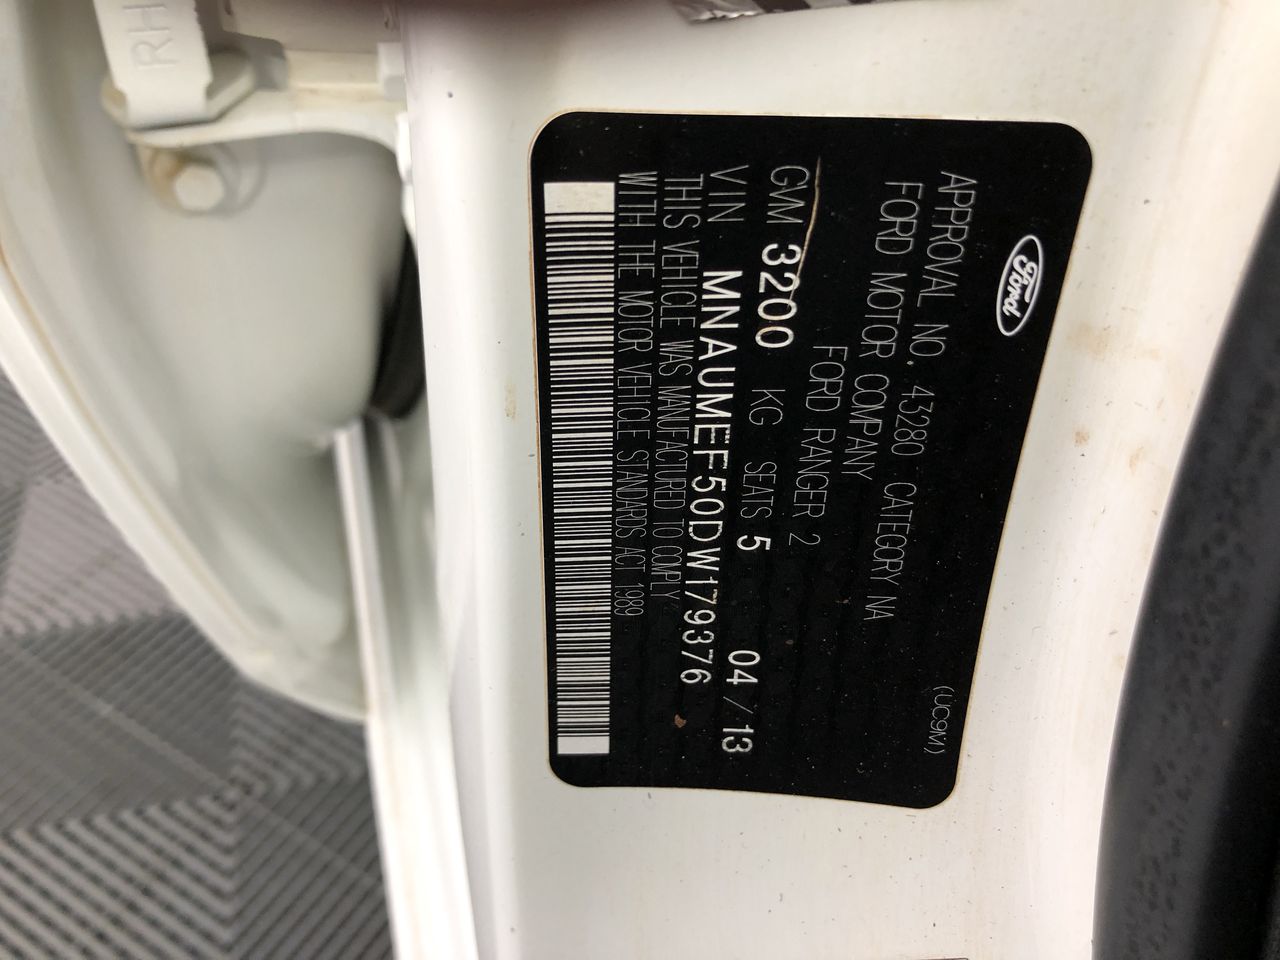 RH
Ford
(UC9M)
APPROVAL NO. 43280 CATEGORY NA
FORD MOTOR COMPANY
FORD RANGER 2
GVM 3200 KG SEATS 5 04/13
VIN MNAUMEF50DW179376
THIS VEHICLE WAS MANUFACTURED TO COMPLY
WITH THE MOTOR VEHICLE STANDARDS ACT 1989.